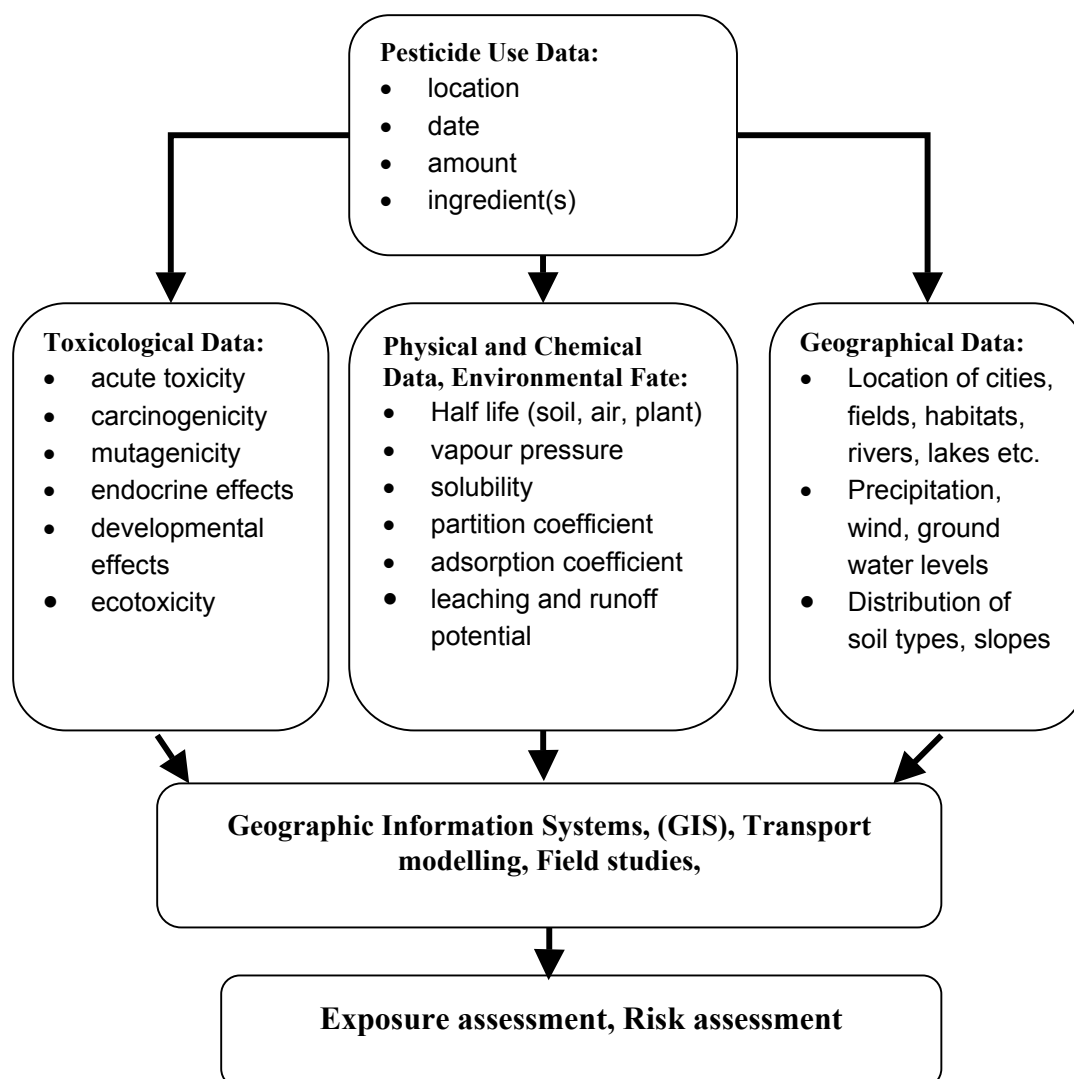 Pesticide Use Data:
• location
• date
• amount
• ingredient(s)
Toxicological Data:
• acute toxicity
• carcinogenicity
• mutagenicity
• endocrine effects
• developmental
effects
• ecotoxicity
Physical and Chemical
Data, Environmental Fate:
• Half life (soil, air, plant)
• vapour pressure
• solubility
• partition coefficient
• adsorption coefficient
• leaching and runoff
potential
Geographical Data:
• Location of cities,
fields, habitats,
rivers, lakes etc.
• Precipitation,
wind, ground
water levels
• Distribution of
soil types, slopes
Geographic Information Systems, (GIS), Transport
modelling, Field studies,
Exposure assessment, Risk assessment